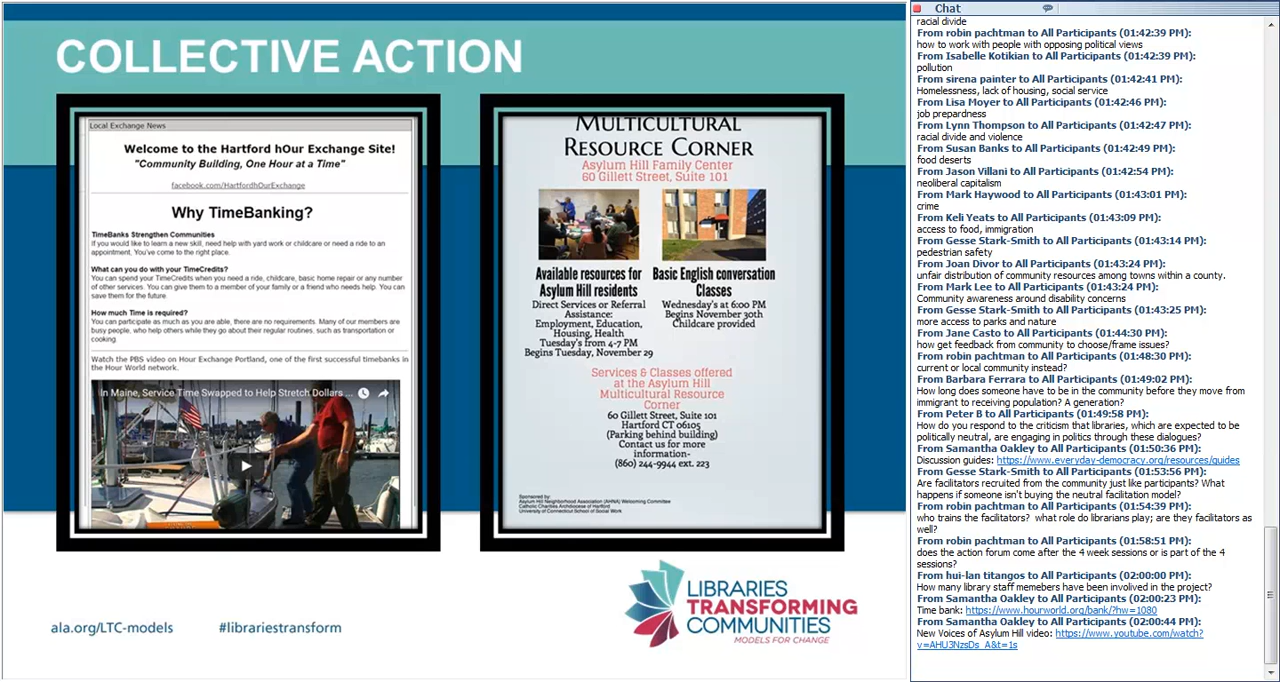 COLLECTIVE ACTION
Local Exchange News
Welcome to the Hartford hOur Exchange Site!
"Community Building, One Hour at a Time"
facebook.com/HartfordhOurExchange
Why TimeBanking?
TimeBanks Strengthen Communities
If you would like to learn a new skill, need help with yard work or childcare or need a ride to an
appointment, You've come to the right place.
What can you do with your TimeCredits?
You can spend your TimeCredits when you need a ride, childcare, basic home repair or any number
of other services. You can give them to a member of your family or a friend who needs help. You can
save them for the future
How much Time is required?
You can participate as much as you are able, there are no requirements. Many of our members are
busy people, who help others while they go about their regular routines, such as transportation or
cooking.
Watch the PBS video on Hour Exchange Portland, one of the first successful timebanks in
the Hour World network.
In Maine, Service Time Swapped to Help Stretch Dollars ...
MULTICULTURAL
RESOURCE CORNER
Asylum Hill Family Center
60 Gillett Street, Suite 101
Available resources for
Asylum Hill residents
Direct Services or Referral
Assistance:
Employment, Education,
Housing, Health
Tuesday's from 4-7 PM
Begins Tuesday, November 29
Basic English conversation
Classes
Wednesday's at 6:00 PM
Begins November 30th
Childcare provided
Services & Classes offered
at the Asylum Hill
Multicultural Resource
Corner
60 Gillett Street, Suite 101
Hartford CT 06105
(Parking behind building)
Contact us for more
information-
(860) 244-9944 ext. 223
Sponsored by:
Asylum Hill Neighborhood Association (AHNA) Welcoming Committee
Catholic Charities Archdiocese of Hartford
University of Connecticut School of Social Work
ala.org/LTC-models
#librariestransform
LIBRARIES
TRANSFORMING
COMMUNITIES
MODELS FOR CHANGE
Chat
racial divide
From robin pachtman to All Participants (01:42:39 PM):
how to work with people with opposing political views
From Isabelle Kotikian to All Participants (01:42:39 PM):
pollution
From sirena painter to All Participants (01:42:41 PM):
Homelessness, lack of housing, social service
From Lisa Moyer to All Participants (01:42:46 PM):
job prepardness
From Lynn Thompson to All Participants (01:42:47 PM):
racial divide and violence
From Susan Banks to All Participants (01:42:49 PM):
food deserts
From Jason Villani to All Participants (01:42:54 PM):
neoliberal capitalism
From Mark Haywood to All Participants (01:43:01 PM):
crime
From Keli Yeats to All Participants (01:43:09 PM):
access to food, immigration
From Gesse Stark-Smith to All Participants (01:43:14 PM):
pedestrian safety
From Joan Divor to All Participants (01:43:24 PM):
unfair distribution of community resources among towns within a county.
From Mark Lee to All Participants (01:43:24 PM):
Community awareness around disability concerns
From Gesse Stark-Smith to All Participants (01:43:25 PM):
more access to parks and nature
From Jane Casto to All Participants (01:44:30 PM):
how get feedback from community to choose/frame issues?
From robin pachtman to All Participants (01:48:30 PM):
current or local community instead?
From Barbara Ferrara to All Participants (01:49:02 PM):
How long does someone have to be in the community before they move from
immigrant to receiving population? A generation?
From Peter B to All Participants (01:49:58 PM):
How do you respond to the criticism that libraries, which are expected to be
politically neutral, are engaging in politics through these dialogues?
From Samantha Oakley to All Participants (01:50:36 PM):
Discussion guides: https://www.everyday-democracy.org/resources/guides
From Gesse Stark-Smith to All Participants (01:53:56 PM):
Are facilitators recruited from the community just like participants? What
happens if someone isn't buying the neutral facilitation model?
From robin pachtman to All Participants (01:54:39 PM):
who trains the facilitators? what role do librarians play; are they facilitators as
well?
From robin pachtman to All Participants (01:58:51 PM):
does the action forum come after the 4 week sessions or is part of the 4
sessions?
From hui-lan titangos to All Participants (02:00:00 PM):
How many library staff memebers have been involved in the project?
From Samantha Oakley to All Participants (02:00:23 PM):
Time bank: https://www.hourworld.org/bank/?hw=1080
From Samantha Oakley to All Participants (02:00:44 PM):
New Voices of Asylum Hill video: https://www.youtube.com/watch?
v=AHU3NzsDs_A&t=1s